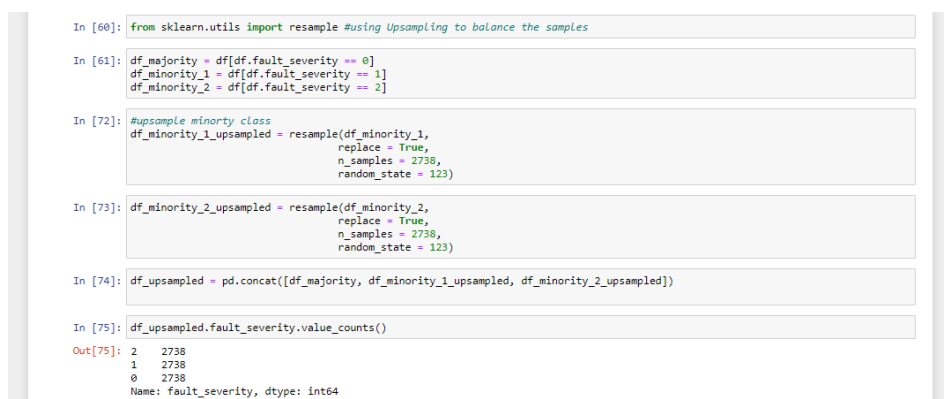 In [60]: from sklearn.utils import resample #using Upsampling to balance the samples
In [61]: df_majority = df[df.fault_severity == 0]
df_minority_1 = df[df.fault_severity == 1]
df_minority_2 = df[df.fault_severity == 2]
In [72]: #upsample minorty class
df_minority_1_upsampled = resample(df_minority_1,
replace = True,
n_samples = 2738,
random_state = 123)
In [73]: df_minority_2_upsampled = resample(df_minority_2,
replace = True,
n_samples = 2738,
random_state = 123)
In [74]: df_upsampled = pd.concat([df_majority, df_minority_1_upsampled, df_minority_2_upsampled])
In [75]: df_upsampled.fault_severity.value_counts()
Out[75]: 2 2738
1 2738
0 2738
Name: fault_severity, dtype: int64